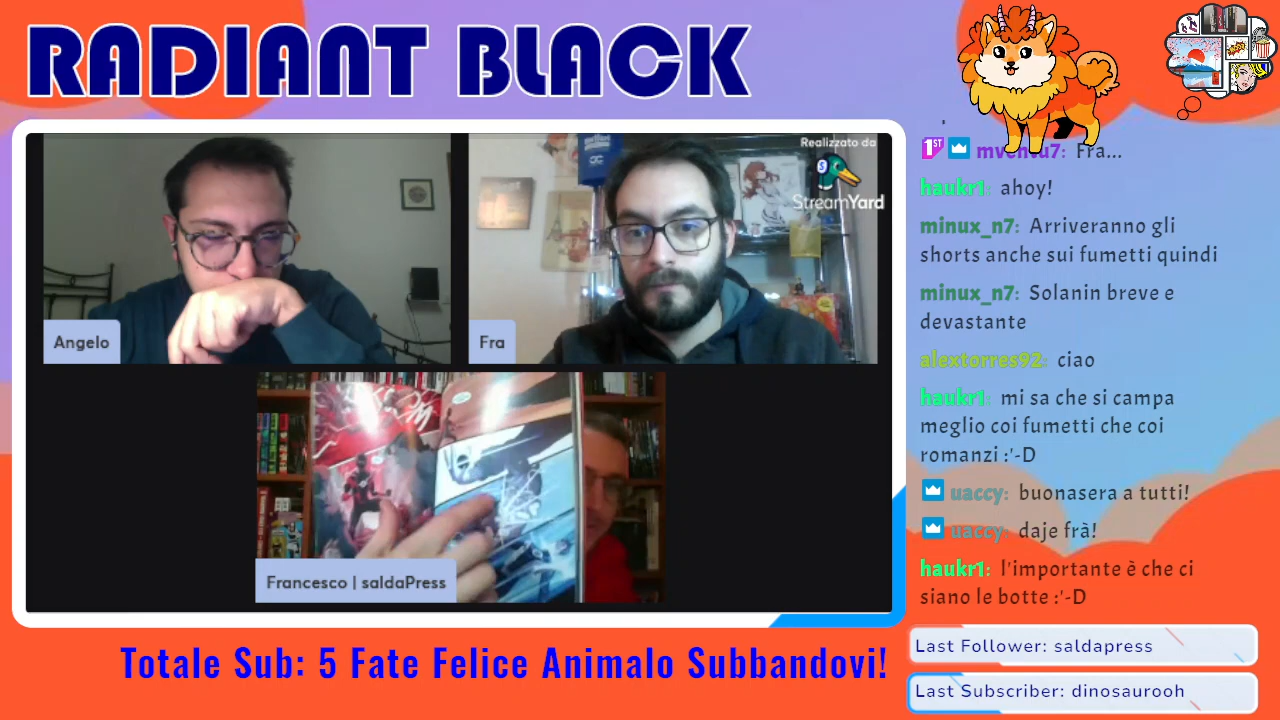 RADIANT BLACK
Realizzato da
StreamYard
Angelo
Fra
Francesco | saldaPress
1ST mventu7: Fra...
haukr1: ahoy!
minux_n7: Arriveranno gli
shorts anche sui fumetti quindi
minux_n7: Solanin breve e
devastante
alextorres92: ciao
haukr1: mi sa che si campa
meglio coi fumetti che coi
romanzi :'-D
uaccy: buonasera a tutti!
uaccy: daje frà!
haukr1: l'importante è che ci
siano le botte :'-D
Totale Sub: 5 Fate Felice Animalo Subbandovi!
Last Follower: saldapress
Last Subscriber: dinosaurooh